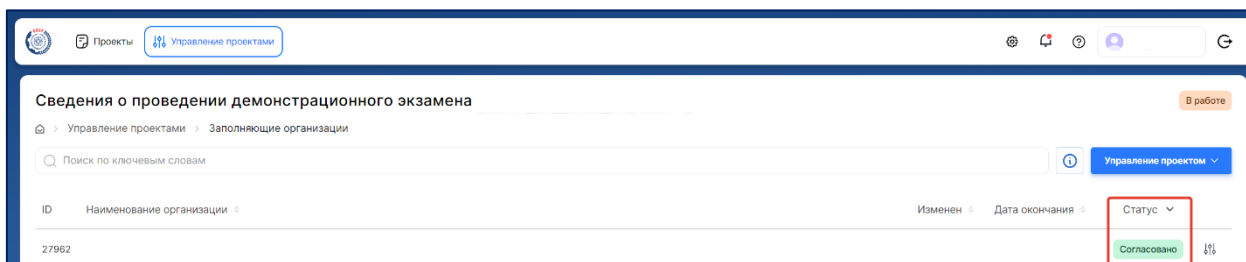 Проекты Управление проектами
Сведения о проведении демонстрационного экзамена В работе
Управление проектами > Заполняющие организации
Поиск по ключевым словам Управление проектом
ID Наименование организации Изменен Дата окончания Статус
27962 Согласовано